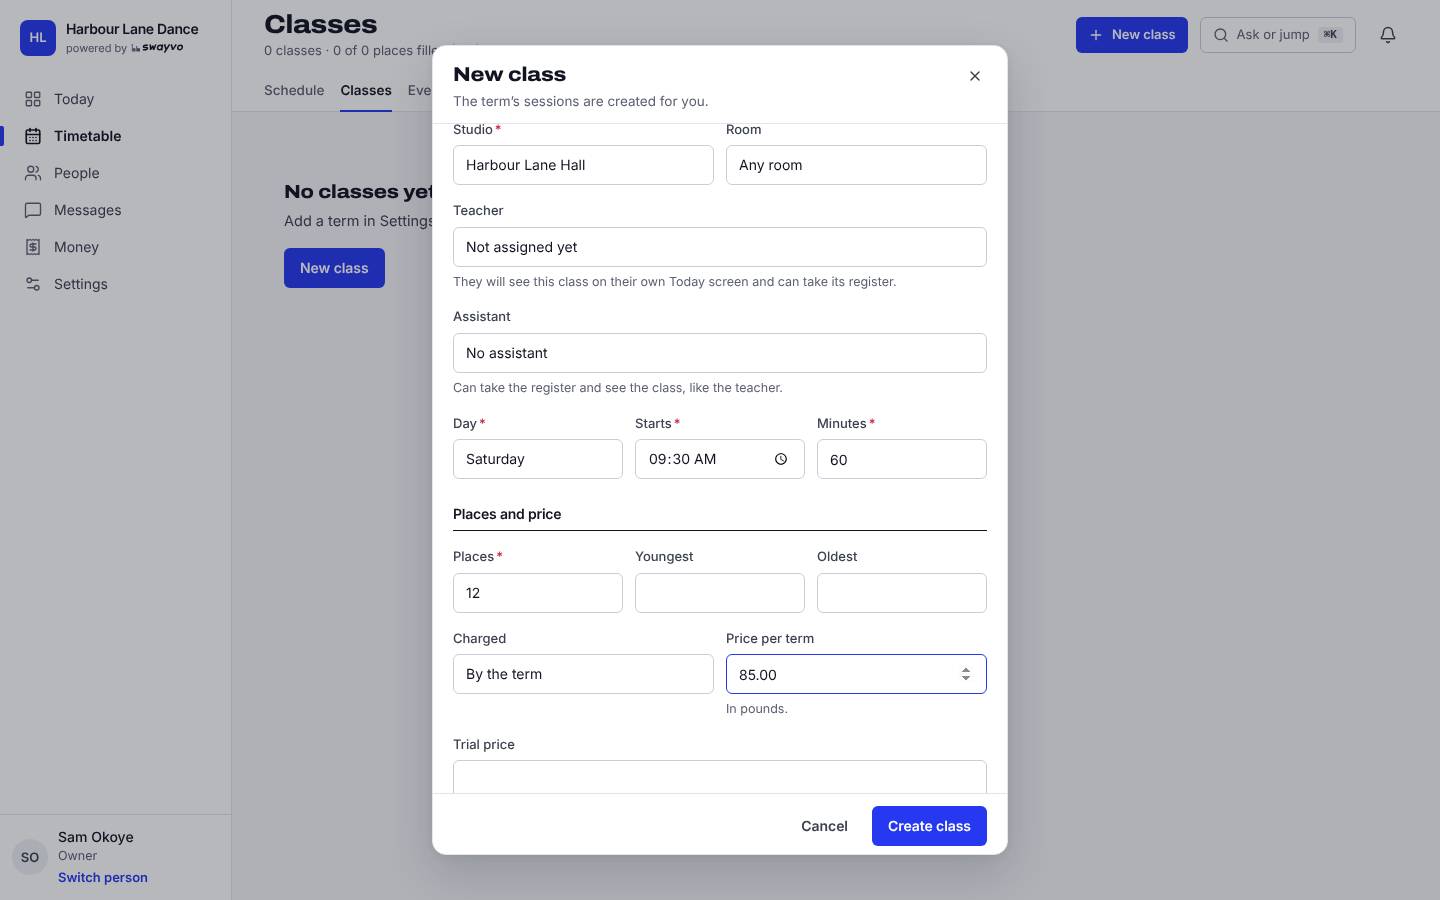 HL
Harbour Lane Dance
powered by swayvo
Today
Timetable
People
Messages
Money
Settings
SO
Sam Okoye
Owner
Switch person
Classes
0 classes · 0 of 0 places fille
New class
Ask or jump ⌘K
Schedule Classes Eve
No classes yet
Add a term in Settings
New class
New class
The term’s sessions are created for you.
Studio * Room
Harbour Lane Hall Any room
Teacher
Not assigned yet
They will see this class on their own Today screen and can take its register.
Assistant
No assistant
Can take the register and see the class, like the teacher.
Day * Starts * Minutes *
Saturday 09:30 AM 60
Places and price
Places * Youngest Oldest
12
Charged Price per term
By the term 85.00
In pounds.
Trial price
Cancel Create class